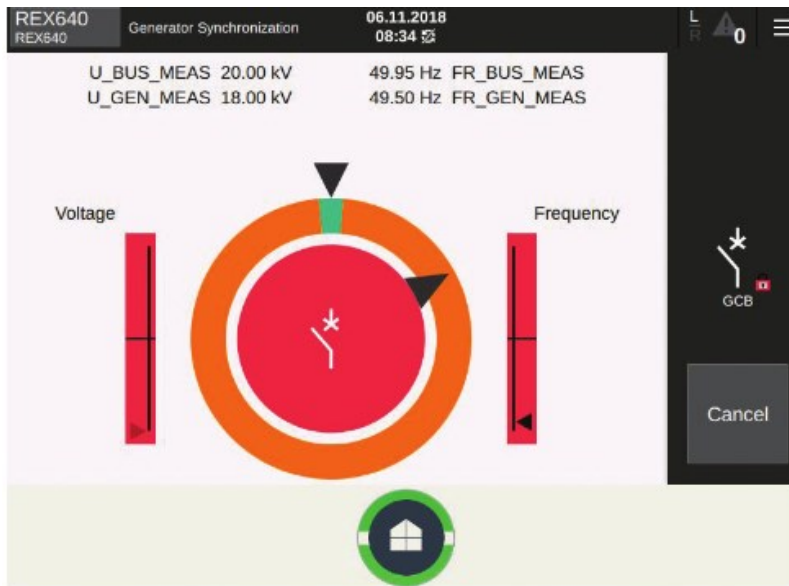 REX640
REX640
Generator Synchronization
06.11.2018
08:34
L
R
0
U_BUS_MEAS 20.00 kV 49.95 Hz FR_BUS_MEAS
U_GEN_MEAS 18.00 kV 49.50 Hz FR_GEN_MEAS
Voltage
Frequency
GCB
Cancel